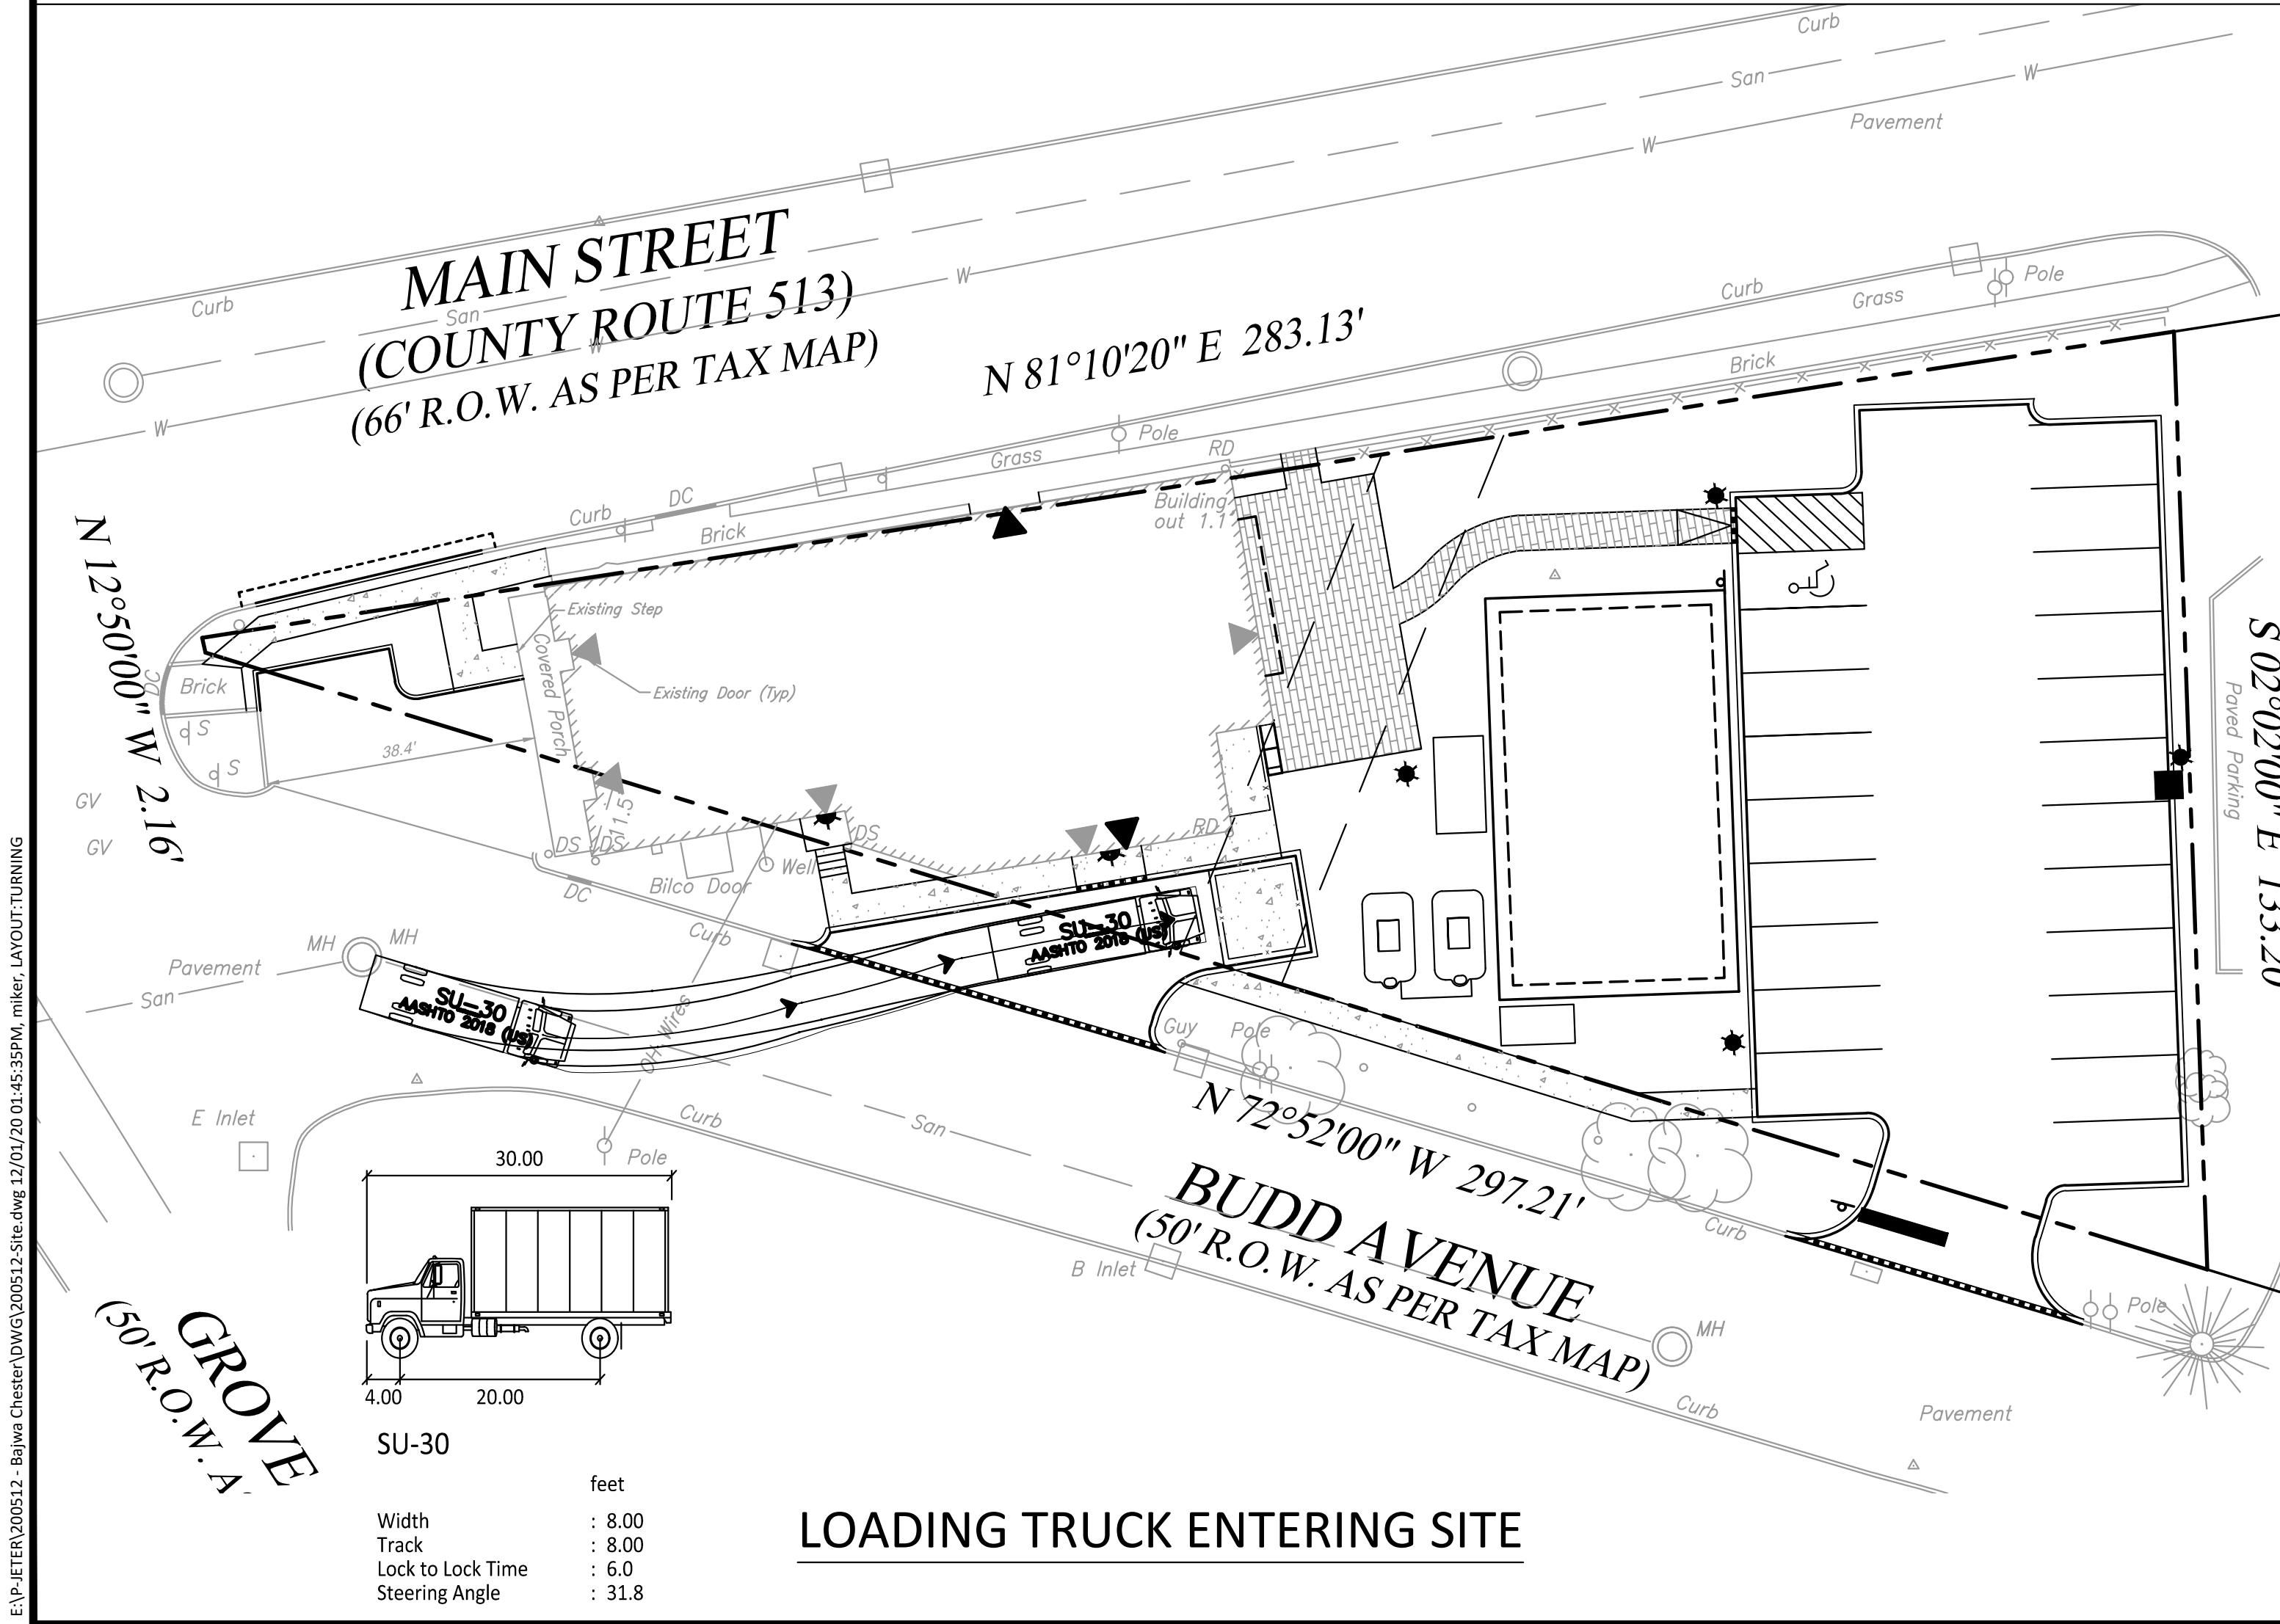 Curb
San
W
Pavement
W
MAIN STREET
(COUNTY ROUTE 513)
(66' R.O.W. AS PER TAX MAP)
Curb
San
W
W
W
N 81°10'20" E 283.13'
Curb
Grass
Pole
Brick
Pole
RD
Grass
DC
Curb
Brick
Building
out 1.1'
N 12°50'00" W 2.16'
Existing Step
Covered Porch
Existing Door (Typ)
DC
Brick
S
S
38.4'
GV
GV
11.5
DS
DS
DS
RD
Well
Bilco Door
DC
Curb
S 02°02'00" E 133.20
Paved Parking
MH
MH
Pavement
San
SU-30
AASHTO 2018 (US)
SU-30
AASHTO 2018 (US)
OH Wires
Guy
Pole
E Inlet
Curb
Pole
San
N 72°52'00" W 297.21'
BUDD AVENUE
(50' R.O.W. AS PER TAX MAP)
B Inlet
Curb
Pole
MH
Curb
Pavement
GROVE
(50' R.O.W. A
30.00
4.00
20.00
SU-30
feet
Width : 8.00
Track : 8.00
Lock to Lock Time : 6.0
Steering Angle : 31.8
LOADING TRUCK ENTERING SITE
E:\P-JETER\200512 - Bajwa Chester\DWG\200512-Site.dwg 12/01/20 01:45:35PM, miker, LAYOUT:TURNING